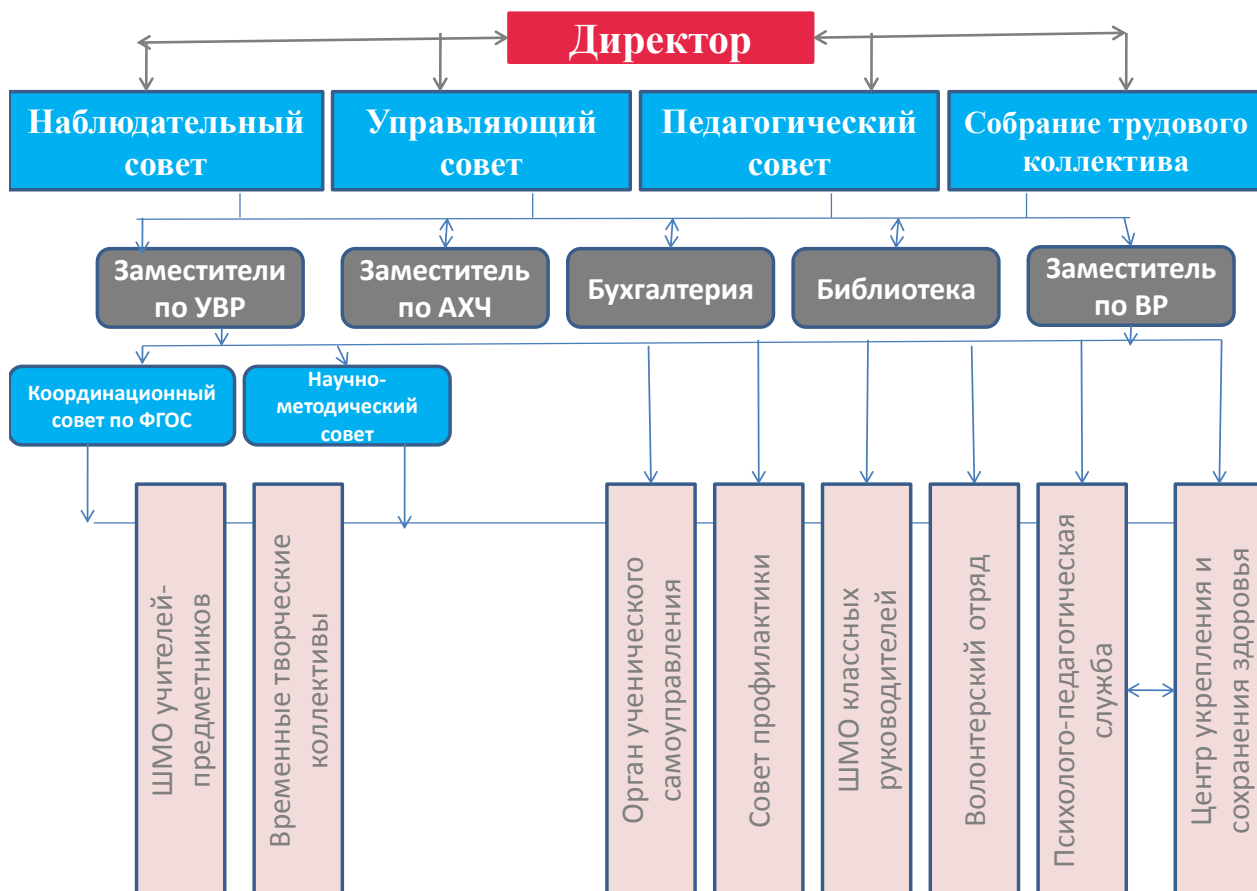 Директор
Наблюдательный
совет
Управляющий
совет
Педагогический
совет
Собрание трудового
коллектива
Заместители
по УВР
Заместитель
по АХЧ
Бухгалтерия
Библиотека
Заместитель
по ВР
Координационный
совет по ФГОС
Научно-
методический
совет
ШМО учителей-
предметников
Временные творческие
коллективы
Орган ученического
самоуправления
Совет профилактики
ШМО классных
руководителей
Волонтерский отряд
Психолого-педагогическая
служба
Центр укрепления и
сохранения здоровья